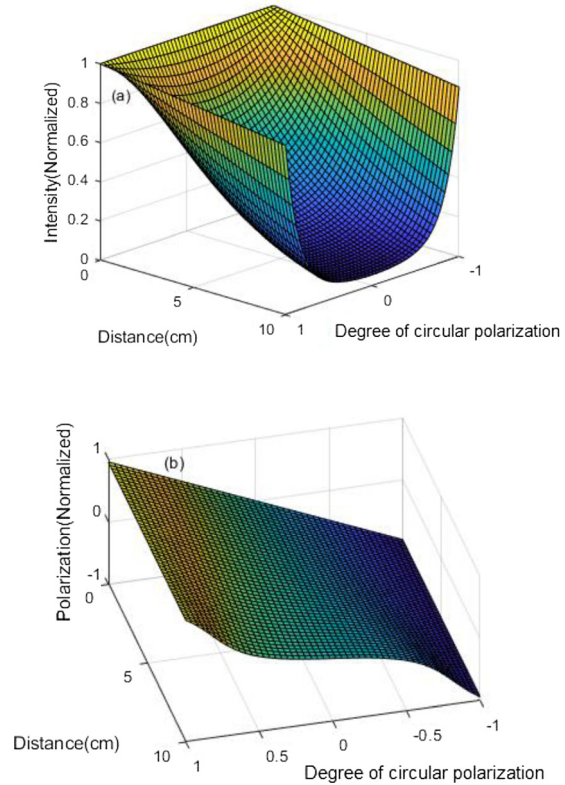 (a)
Intensity(Normalized)
1
0.8
0.6
0.4
0.2
0
0
5
10
Distance(cm)
1
0
-1
Degree of circular polarization
(b)
Polarization(Normalized)
1
0
-1
0
5
10
Distance(cm)
1
0.5
0
-0.5
-1
Degree of circular polarization